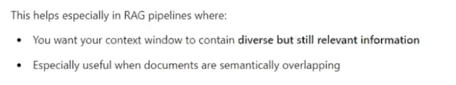 This helps especially in RAG pipelines where:
• You want your context window to contain diverse but still relevant information
• Especially useful when documents are semantically overlapping